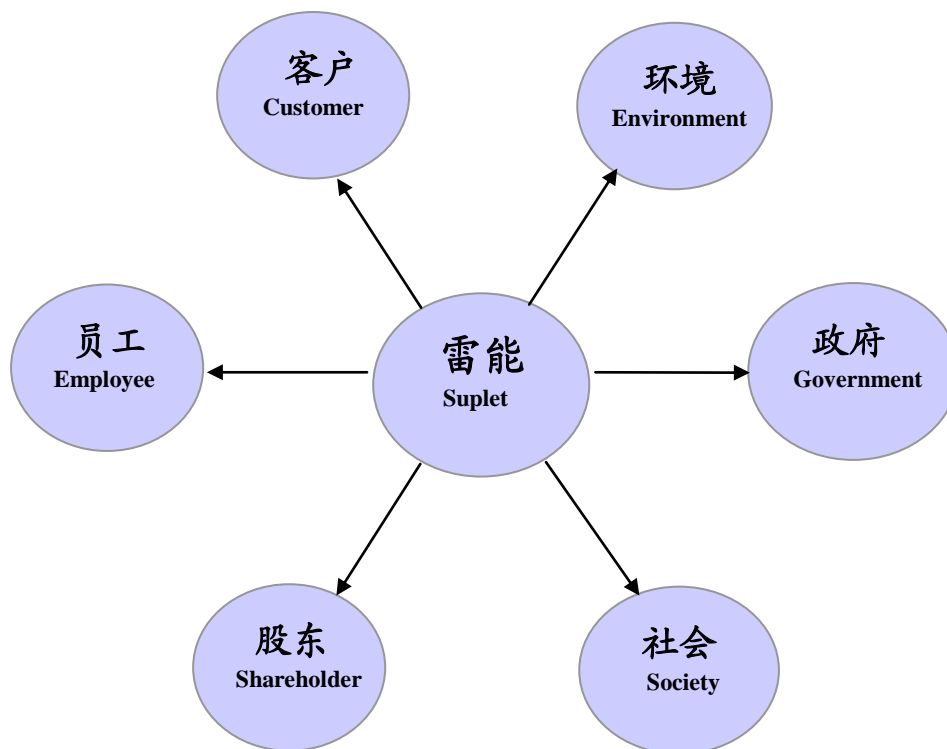 客户
Customer
环境
Environment
员工
Employee
雷能
Suplet
政府
Government
股东
Shareholder
社会
Society